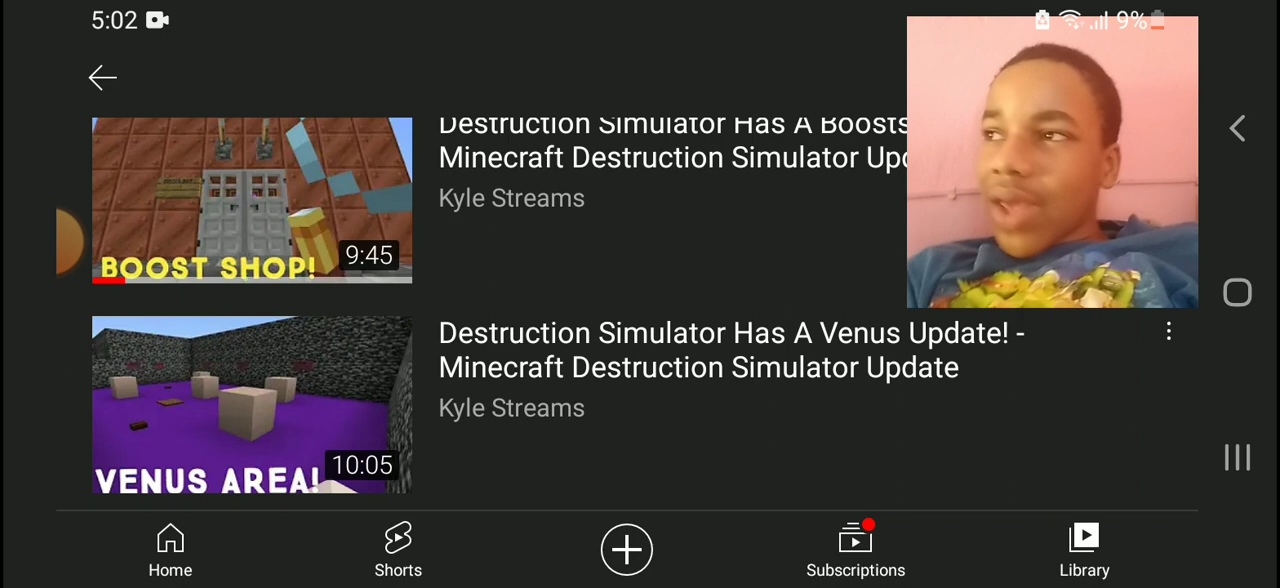 5:02
9%
Destruction Simulator Has A Boosts
Minecraft Destruction Simulator
Kyle Streams
BOOST SHOP!
9:45
Destruction Simulator Has A Venus Update! -
Minecraft Destruction Simulator Update
Kyle Streams
VENUS AREA!
10:05
Home
Shorts
Subscriptions
Library